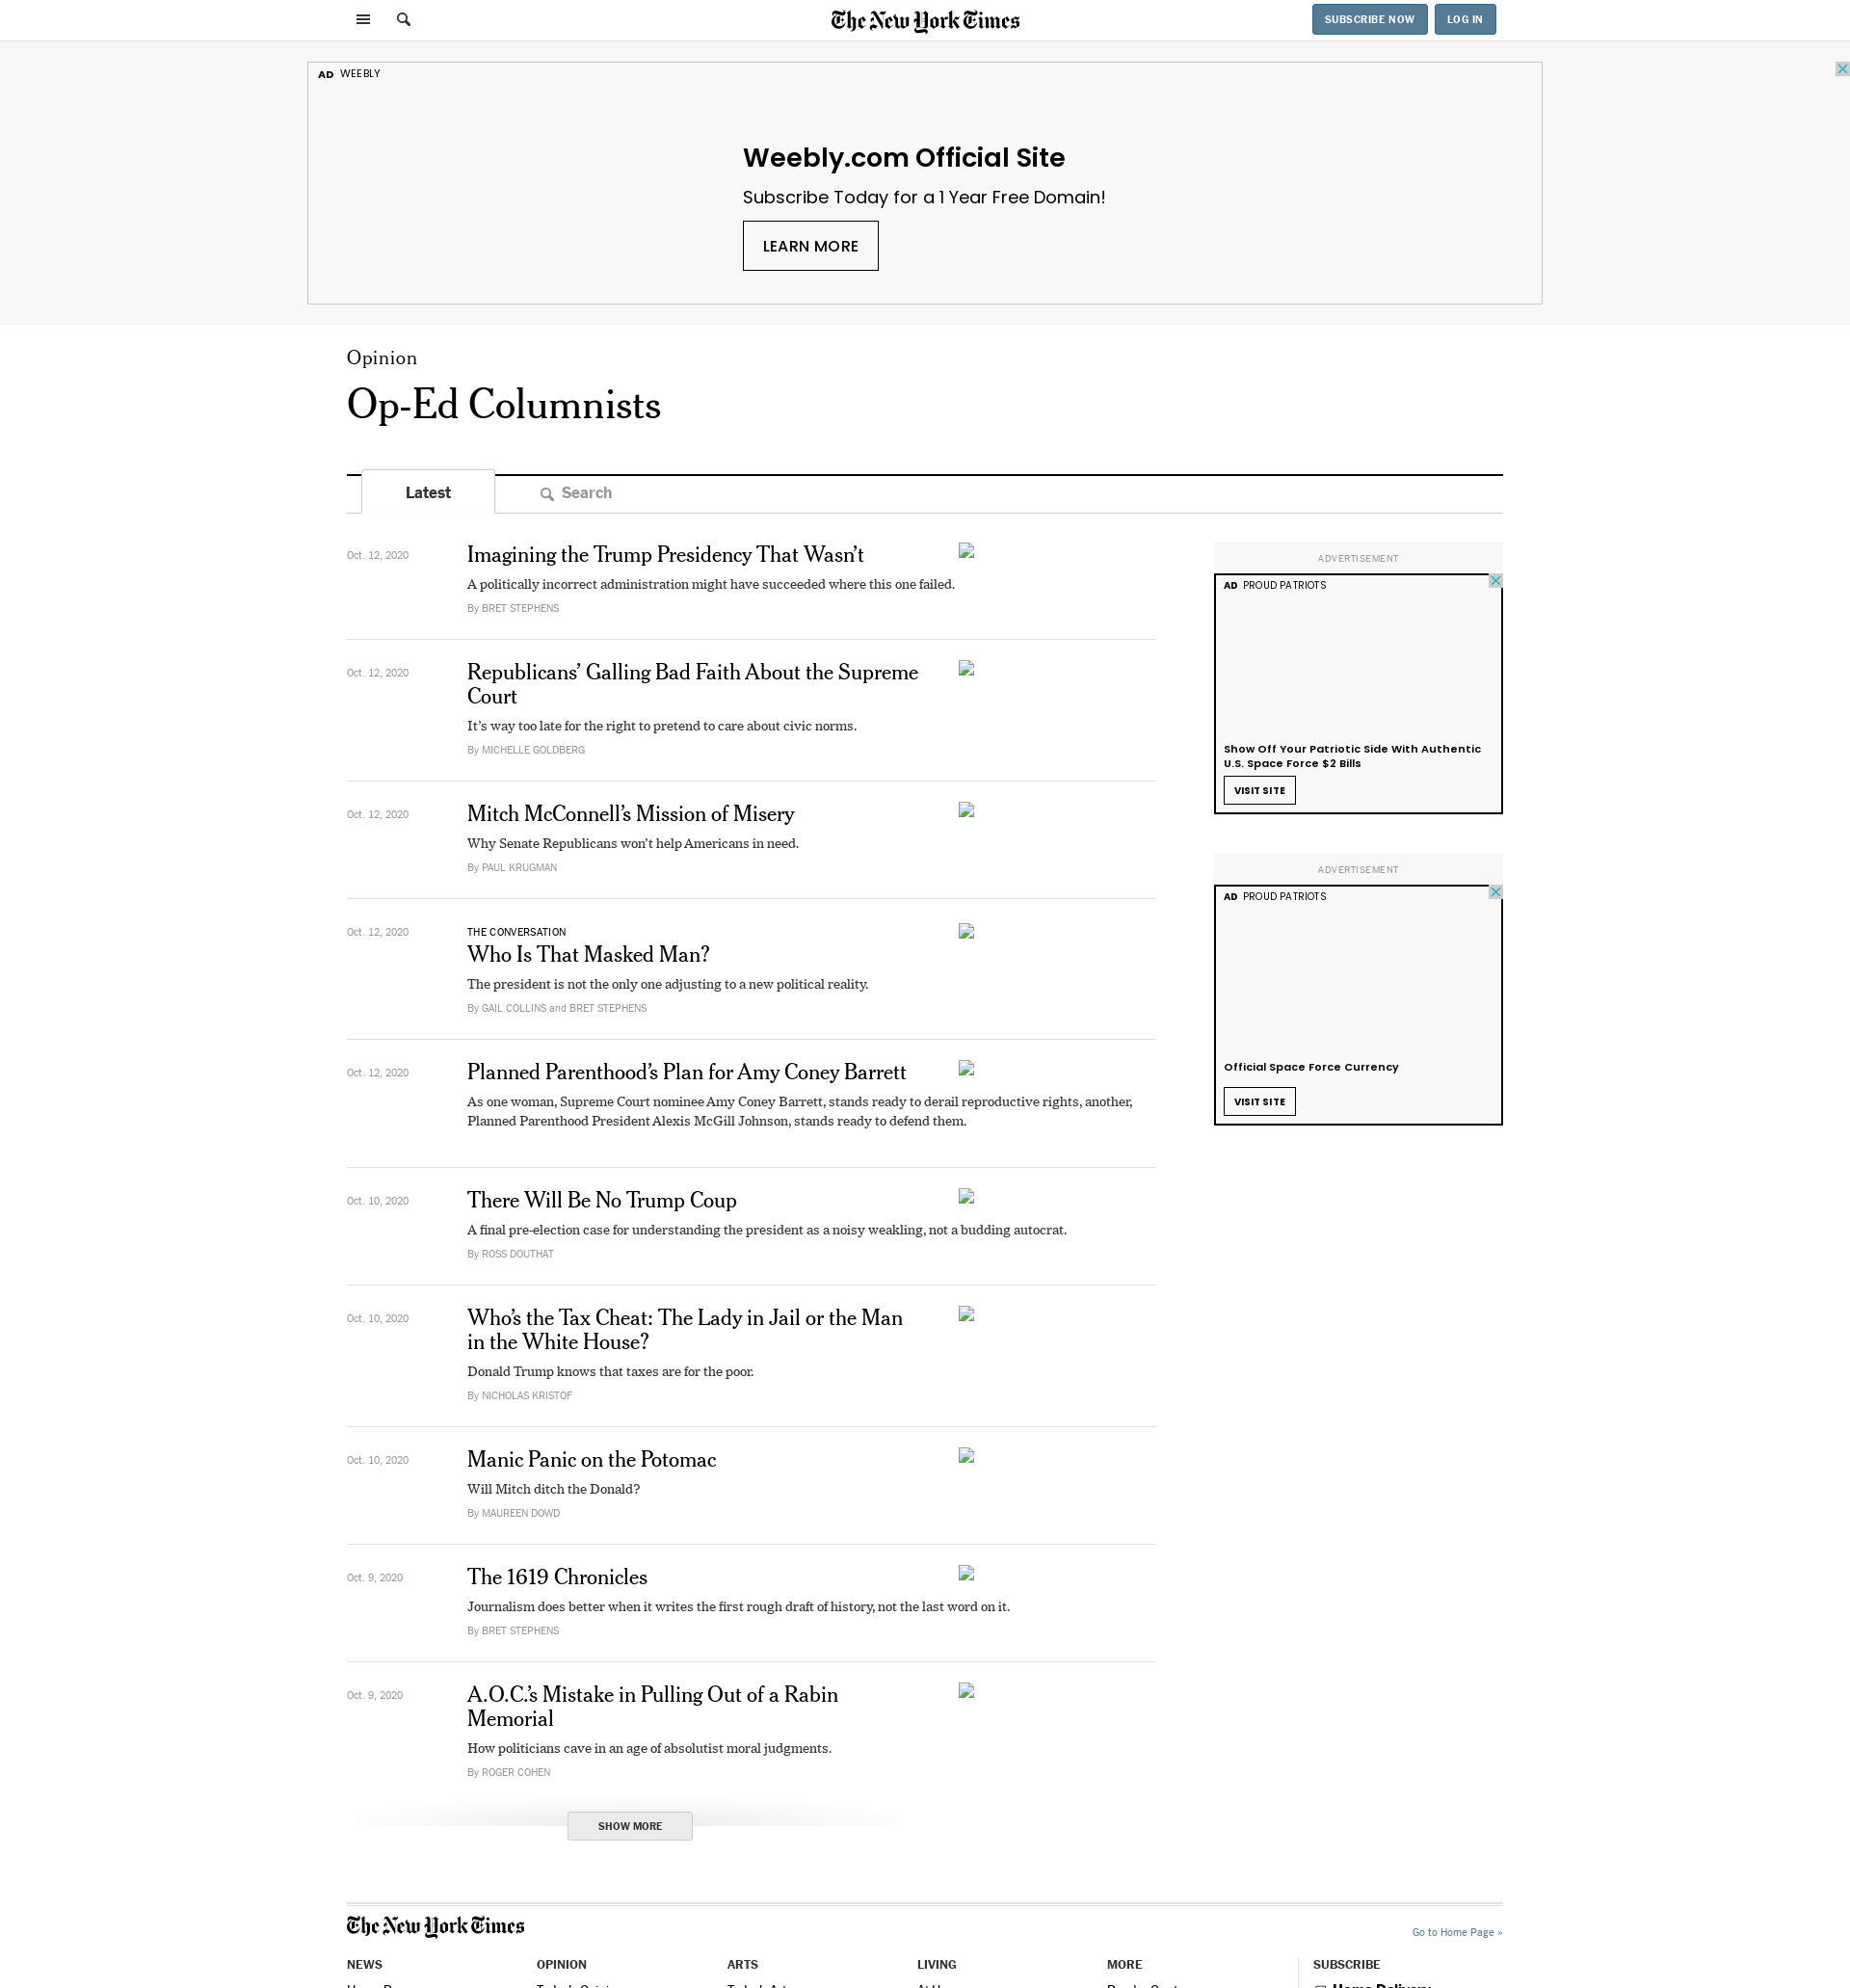 The New York Times
SUBSCRIBE NOW
LOG IN
AD WEEBLY
Weebly.com Official Site
Subscribe Today for a 1 Year Free Domain!
LEARN MORE
Opinion
Op-Ed Columnists
Latest
Search
Oct. 12, 2020
Imagining the Trump Presidency That Wasn’t
A politically incorrect administration might have succeeded where this one failed.
By BRET STEPHENS
Oct. 12, 2020
Republicans’ Galling Bad Faith About the Supreme
Court
It’s way too late for the right to pretend to care about civic norms.
By MICHELLE GOLDBERG
Oct. 12, 2020
Mitch McConnell’s Mission of Misery
Why Senate Republicans won’t help Americans in need.
By PAUL KRUGMAN
Oct. 12, 2020
THE CONVERSATION
Who Is That Masked Man?
The president is not the only one adjusting to a new political reality.
By GAIL COLLINS and BRET STEPHENS
Oct. 12, 2020
Planned Parenthood’s Plan for Amy Coney Barrett
As one woman, Supreme Court nominee Amy Coney Barrett, stands ready to derail reproductive rights, another,
Planned Parenthood President Alexis McGill Johnson, stands ready to defend them.
Oct. 10, 2020
There Will Be No Trump Coup
A final pre-election case for understanding the president as a noisy weakling, not a budding autocrat.
By ROSS DOUTHAT
Oct. 10, 2020
Who’s the Tax Cheat: The Lady in Jail or the Man
in the White House?
Donald Trump knows that taxes are for the poor.
By NICHOLAS KRISTOF
Oct. 10, 2020
Manic Panic on the Potomac
Will Mitch ditch the Donald?
By MAUREEN DOWD
Oct. 9, 2020
The 1619 Chronicles
Journalism does better when it writes the first rough draft of history, not the last word on it.
By BRET STEPHENS
Oct. 9, 2020
A.O.C.’s Mistake in Pulling Out of a Rabin
Memorial
How politicians cave in an age of absolutist moral judgments.
By ROGER COHEN
SHOW MORE
ADVERTISEMENT
AD PROUD PATRIOTS
Show Off Your Patriotic Side With Authentic
U.S. Space Force $2 Bills
VISIT SITE
ADVERTISEMENT
AD PROUD PATRIOTS
Official Space Force Currency
VISIT SITE
The New York Times
Go to Home Page »
NEWS
OPINION
ARTS
LIVING
MORE
SUBSCRIBE
Home Delivery